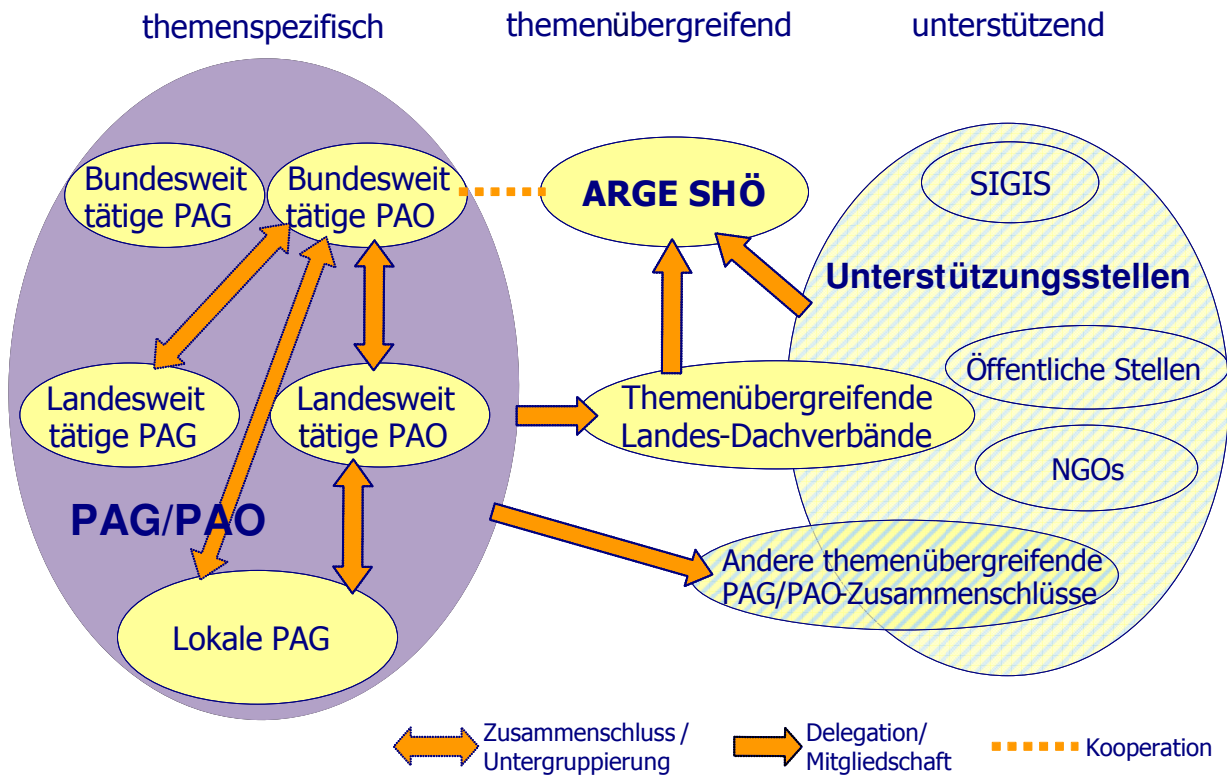 themenspezifisch
themenübergreifend
unterstützend
Bundesweit
tätige PAG
Bundesweit
tätige PAO
ARGE SHÖ
SIGIS
Unterstützungsstellen
Öffentliche Stellen
Landesweit
tätige PAG
Landesweit
tätige PAO
Themenübergreifende
Landes-Dachverbände
NGOs
PAG/PAO
Andere themenübergreifende
PAG/PAO-Zusammenschlüsse
Lokale PAG
Zusammenschluss /
Untergruppierung
Delegation/
Mitgliedschaft
Kooperation